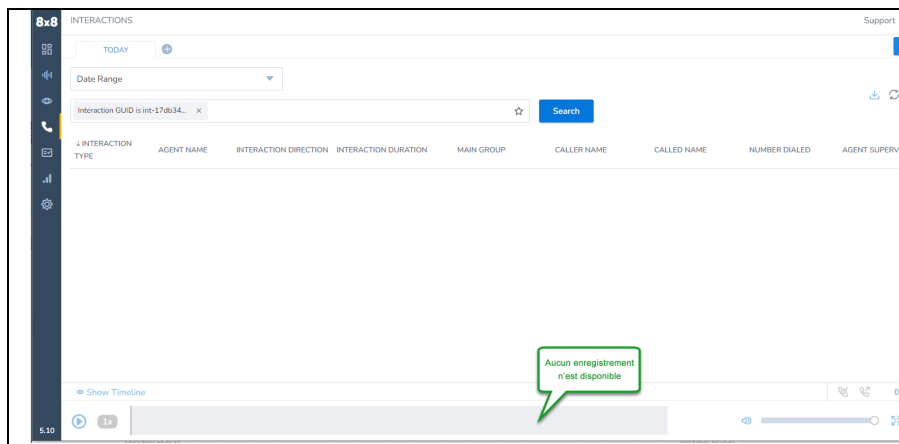 8x8 INTERACTIONS Support
TODAY
Date Range
Interaction GUID is int-17db34... ×
Search
↓ INTERACTION TYPE AGENT NAME INTERACTION DIRECTION INTERACTION DURATION MAIN GROUP CALLER NAME CALLED NAME NUMBER DIALED AGENT SUPERV
Aucun enregistrement
n'est disponible
Show Timeline 0
1x
5.10